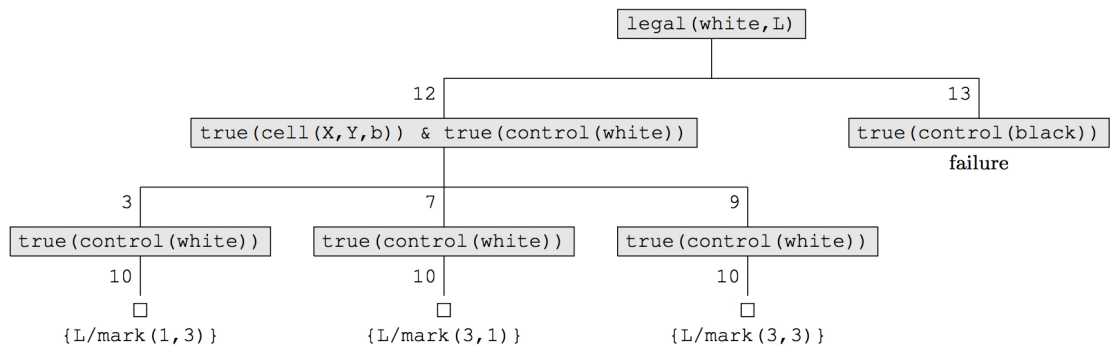 legal(white,L)
12
13
true(cell(X,Y,b)) & true(control(white))
true(control(black))
failure
3
7
9
true(control(white))
true(control(white))
true(control(white))
10
10
10
□
□
□
{L/mark(1,3)}
{L/mark(3,1)}
{L/mark(3,3)}